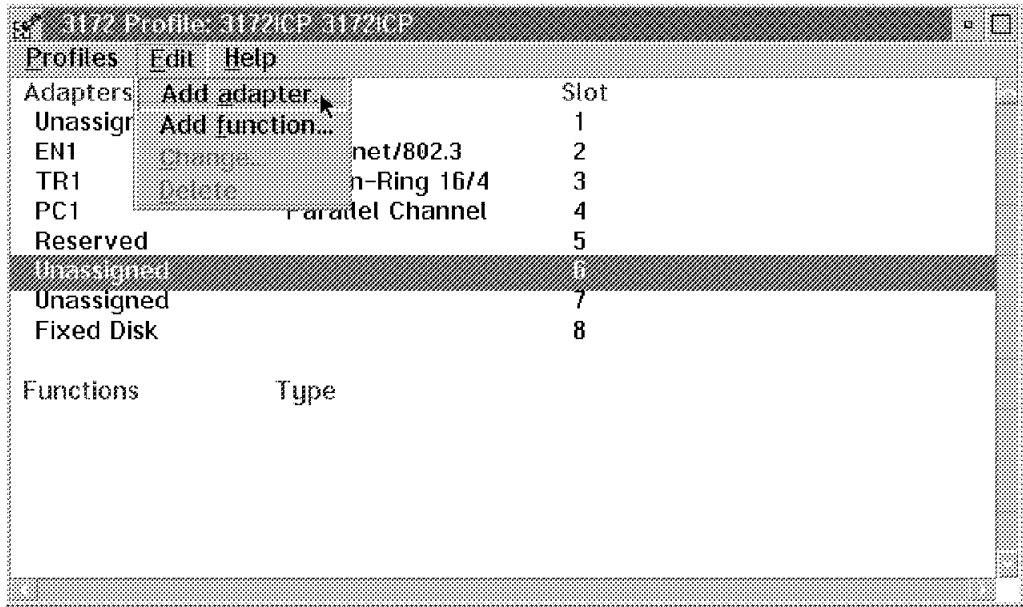 3172 Profile: 3172ICP 3172ICP
Profiles Edit Help
Adapters Slot
Add adapter...
Unassigr 1
Add function...
EN1 net/802.3 2
Change...
TR1 n-Ring 16/4 3
Delete
PC1 Parallel Channel 4
Reserved 5
Unassigned 6
Unassigned 7
Fixed Disk 8
Functions Type